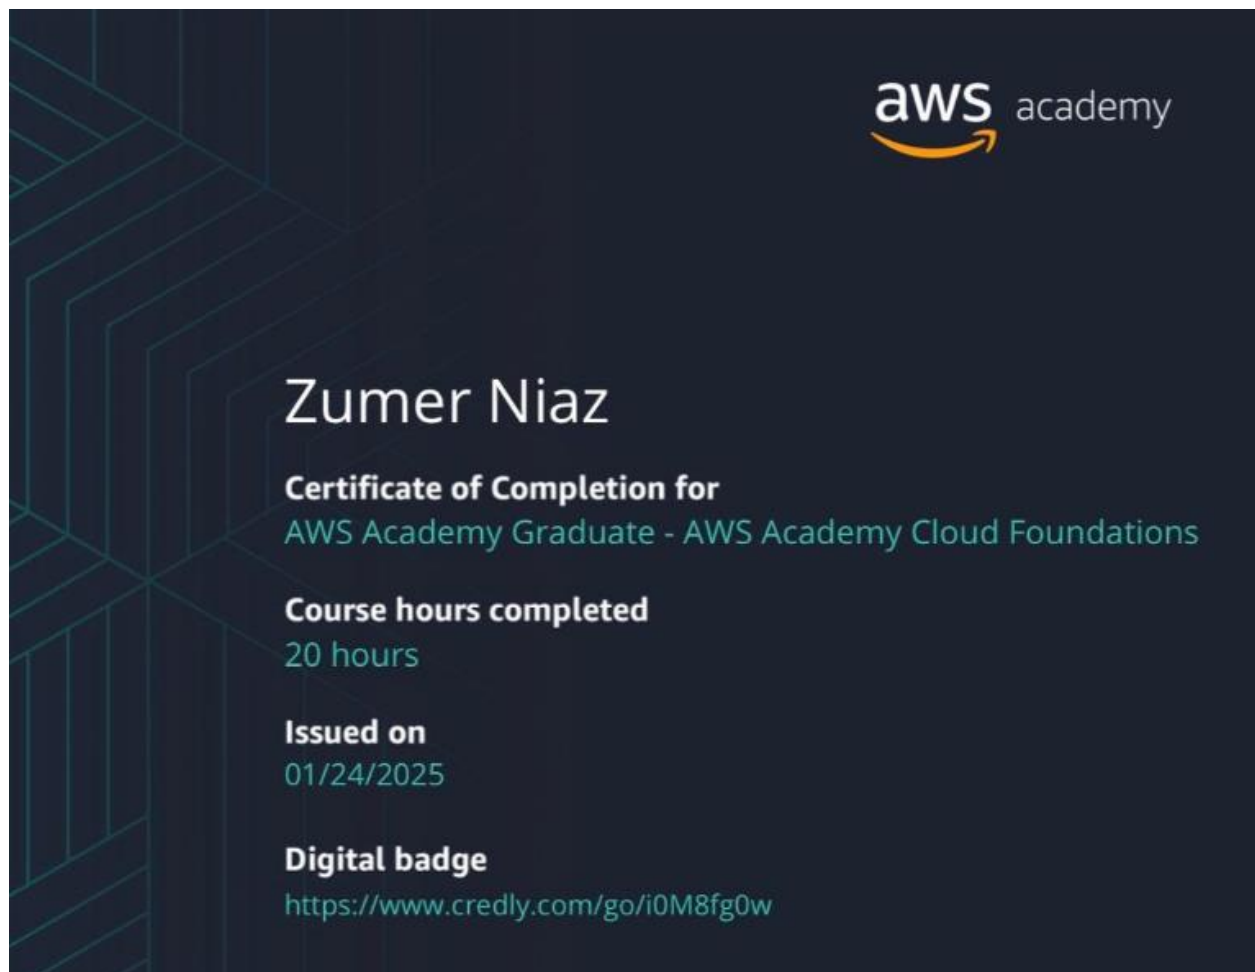 aws academy
Zumer Niaz
Certificate of Completion for
AWS Academy Graduate - AWS Academy Cloud Foundations
Course hours completed
20 hours
Issued on
01/24/2025
Digital badge
https://www.credly.com/go/i0M8fg0w